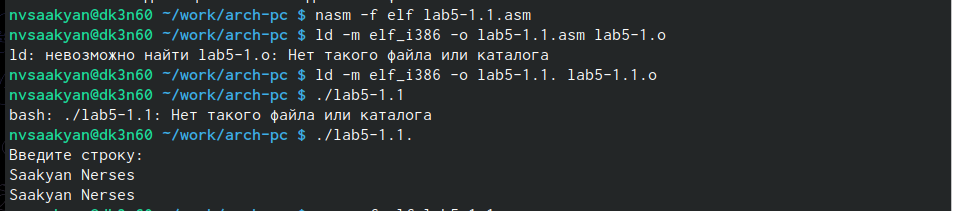 nvsaakyan@dk3n60 ~/work/arch-pc $ nasm -f elf lab5-1.1.asm
nvsaakyan@dk3n60 ~/work/arch-pc $ ld -m elf_i386 -o lab5-1.1.asm lab5-1.o
ld: невозможно найти lab5-1.o: Нет такого файла или каталога
nvsaakyan@dk3n60 ~/work/arch-pc $ ld -m elf_i386 -o lab5-1.1. lab5-1.1.o
nvsaakyan@dk3n60 ~/work/arch-pc $ ./lab5-1.1
bash: ./lab5-1.1: Нет такого файла или каталога
nvsaakyan@dk3n60 ~/work/arch-pc $ ./lab5-1.1.
Введите строку:
Saakyan Nerses
Saakyan Nerses